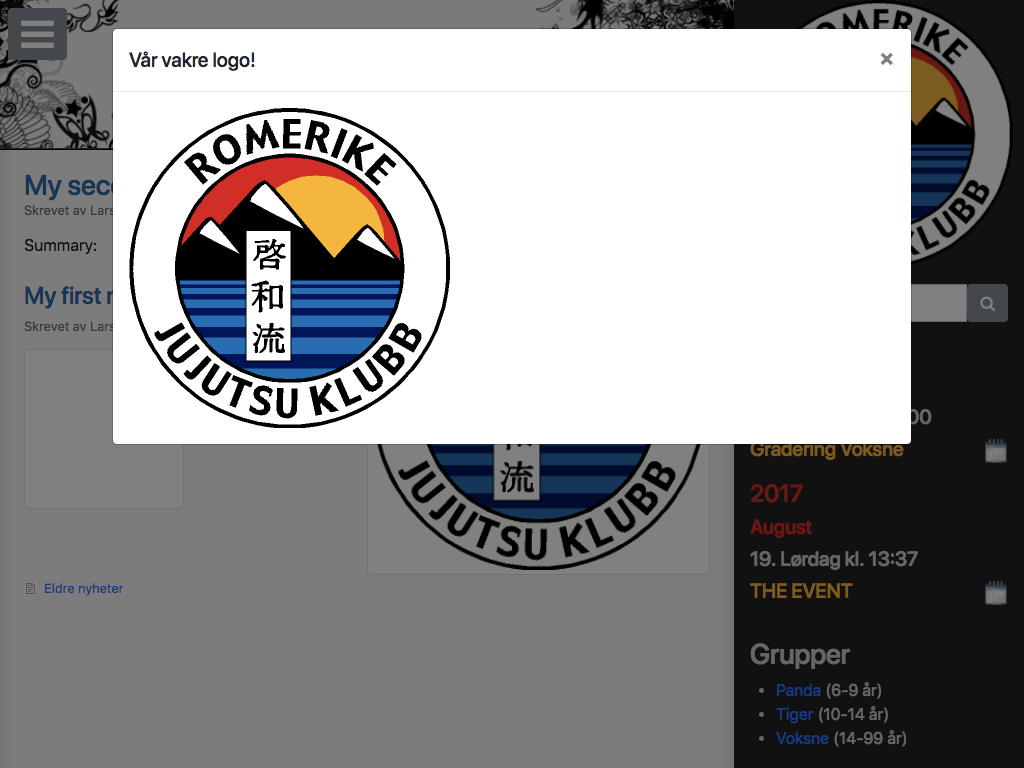 Vår vakre logo!
×
ROMERIKE
啓和流
JUJUTSU KLUBB
My seco
Skrevet av Lars
Summary:
My first
Skrevet av Lars
流
JUJUTSU KLUBB
Eldre nyheter
ERIKE
KLUBB
00
Gradering Voksne
2017
August
19. Lørdag kl. 13:37
THE EVENT
Grupper
Panda (6-9 år)
Tiger (10-14 år)
Voksne (14-99 år)